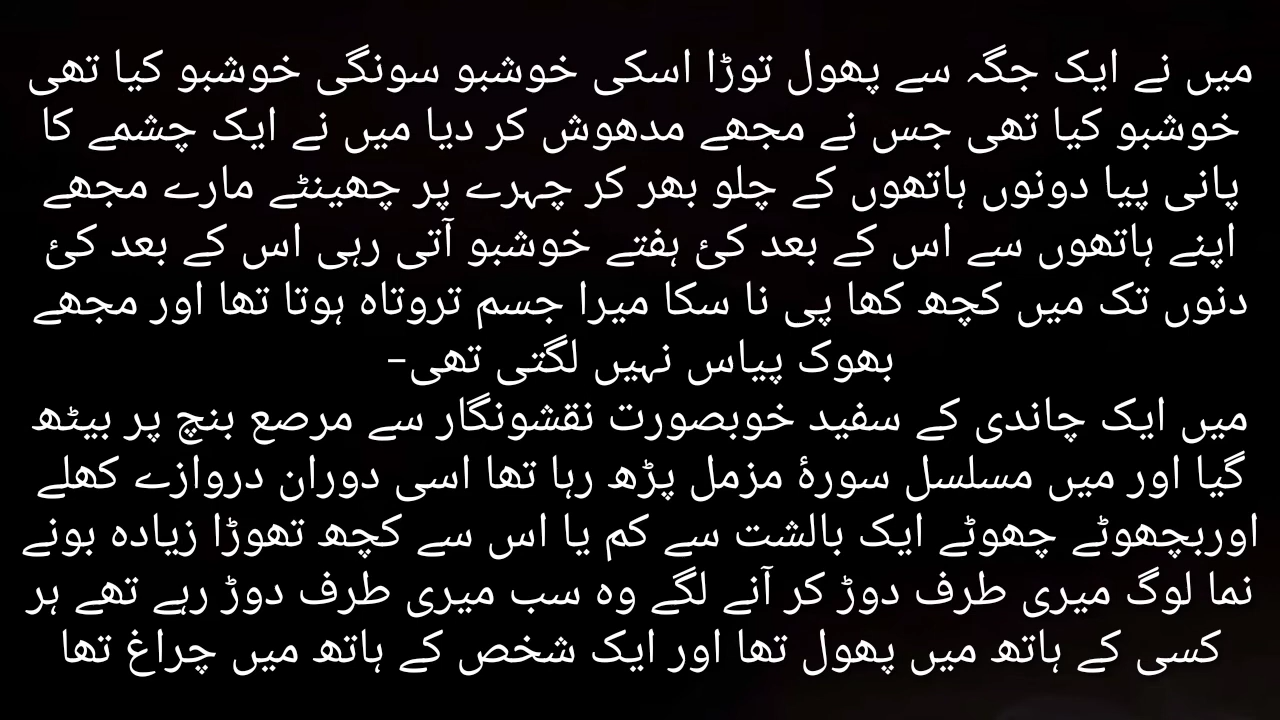 میں نے ایک جگہ سے پھول توڑا اسکی خوشبو سونگی خوشبو کیا تھی
خوشبو کیا تھی جس نے مجھے مدھوش کر دیا میں نے ایک چشمے کا
پانی پیا دونوں ہاتھوں کے چلو بھر کر چہرے پر چھینٹے مارے مجھے
اپنے ہاتھوں سے اس کے بعد کئ ہفتے خوشبو آتی رہی اس کے بعد کئ
دنوں تک میں کچھ کھا پی نا سکا میرا جسم تروتاہ ہوتا تھا اور مجھے
بھوک پیاس نہیں لگتی تھی–
میں ایک چاندی کے سفید خوبصورت نقشونگار سے مرصع بنچ پر بیٹھ
گیا اور میں مسلسل سورۂ مزمل پڑھ رہا تھا اسی دوران دروازے کھلے
اوربچھوٹے چھوٹے ایک بالشت سے کم یا اس سے کچھ تھوڑا زیادہ بونے
نما لوگ میری طرف دوڑ کر آنے لگے وہ سب میری طرف دوڑ رہے تھے ہر
کسی کے ہاتھ میں پھول تھا اور ایک شخص کے ہاتھ میں چراغ تھا